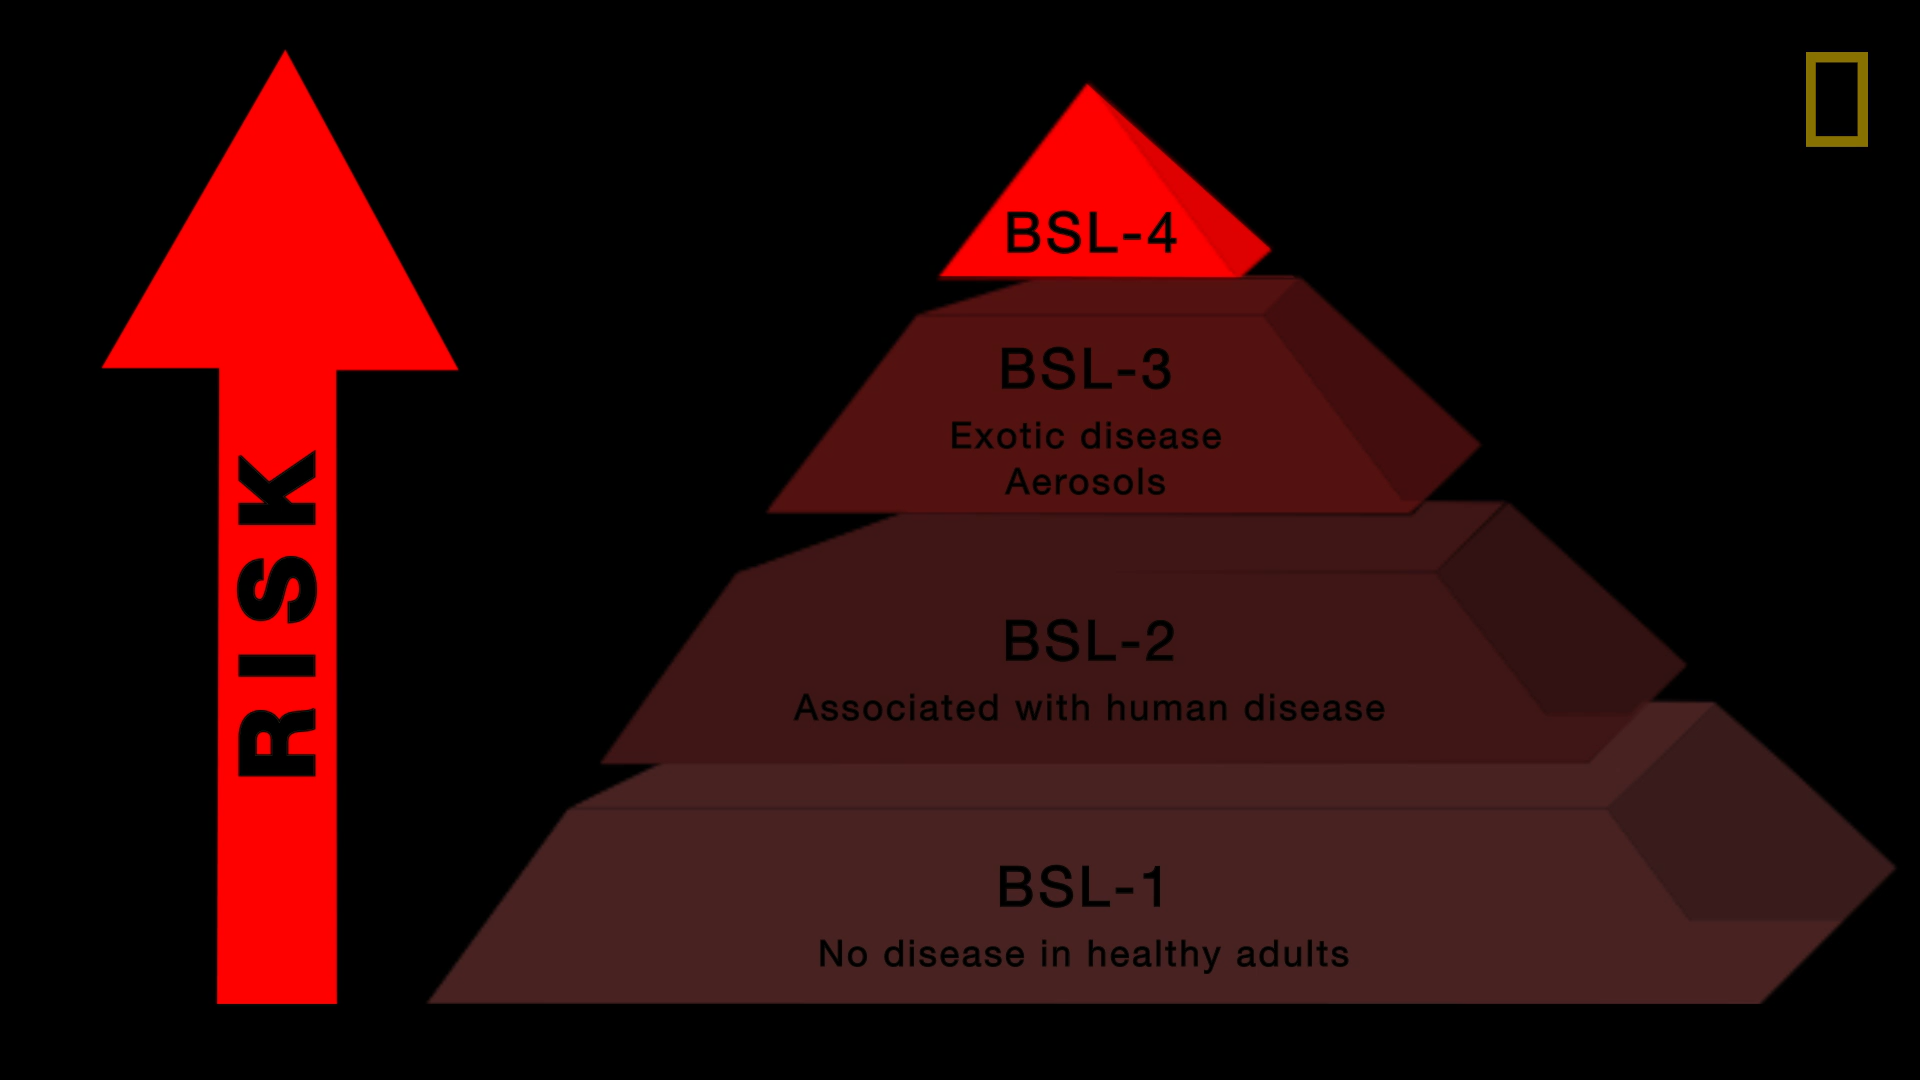 RISK
BSL-4
BSL-3
Exotic disease
Aerosols
BSL-2
Associated with human disease
BSL-1
No disease in healthy adults